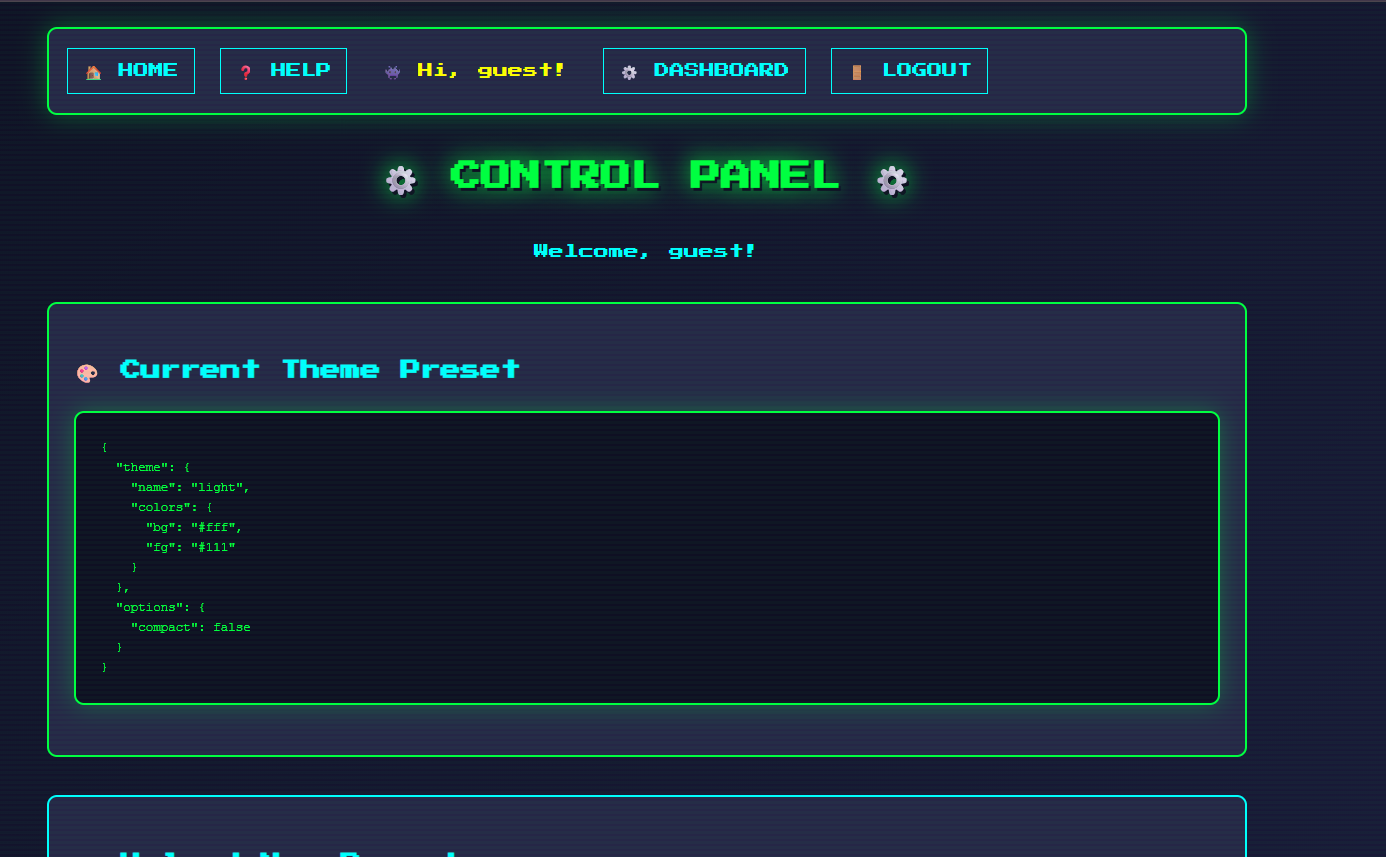 HOME HELP Hi, guest! DASHBOARD LOGOUT
CONTROL PANEL
Welcome, guest!
Current Theme Preset
{
  "theme": {
    "name": "light",
    "colors": {
      "bg": "#fff",
      "fg": "#111"
    }
  },
  "options": {
    "compact": false
  }
}